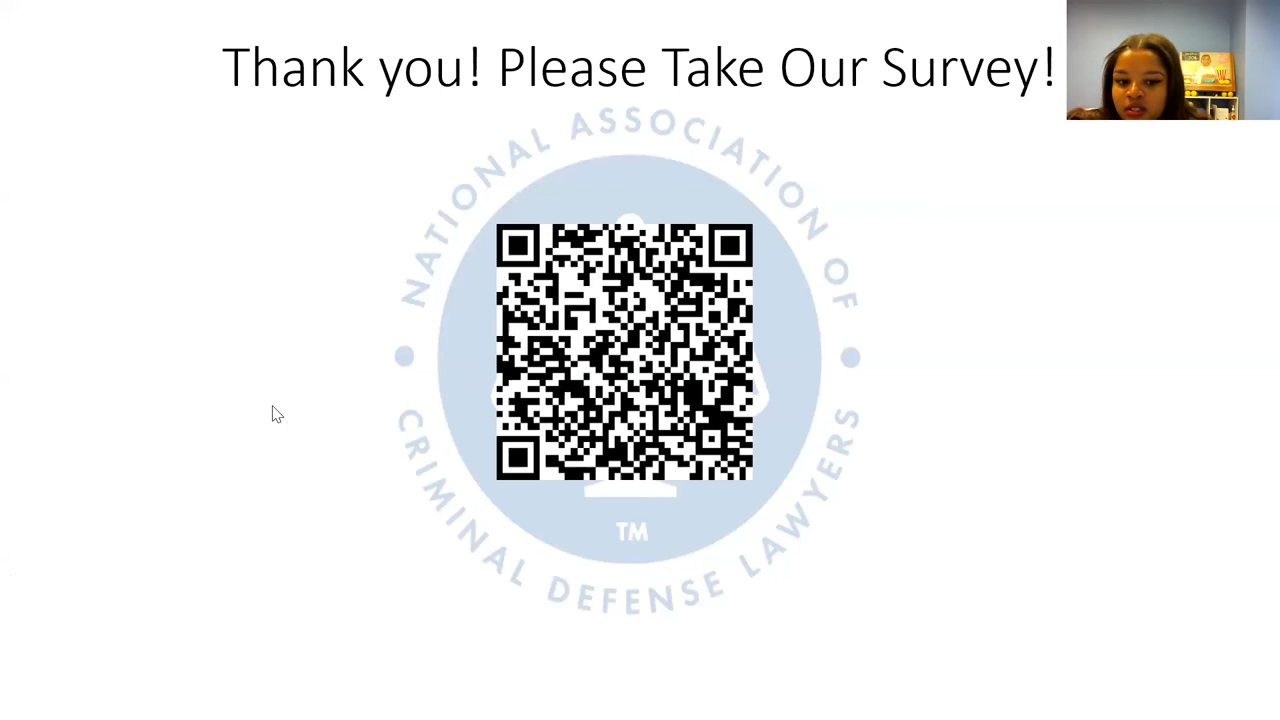 Thank you! Please Take Our Survey!
NATIONAL ASSOCIATION OF
CRIMINAL DEFENSE LAWYERS
TM